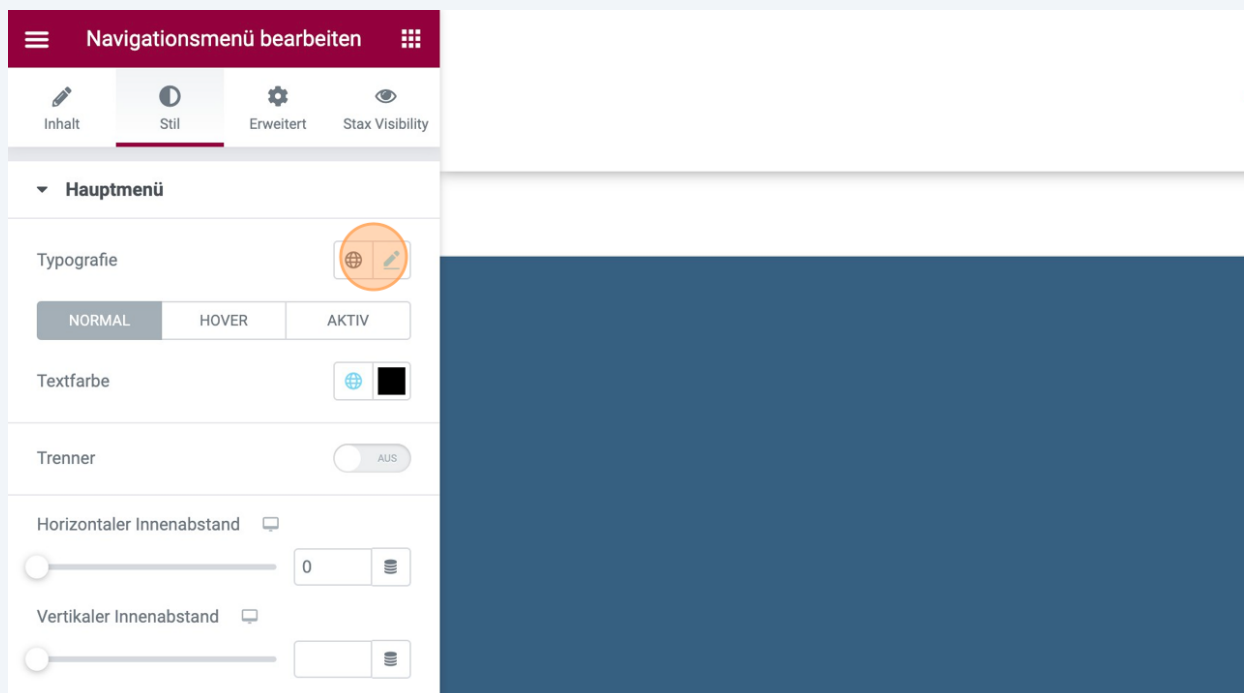 Navigationsmenü bearbeiten
Inhalt Stil Erweitert Stax Visibility
Hauptmenü
Typografie
NORMAL HOVER AKTIV
Textfarbe
Trenner AUS
Horizontaler Innenabstand
0
Vertikaler Innenabstand